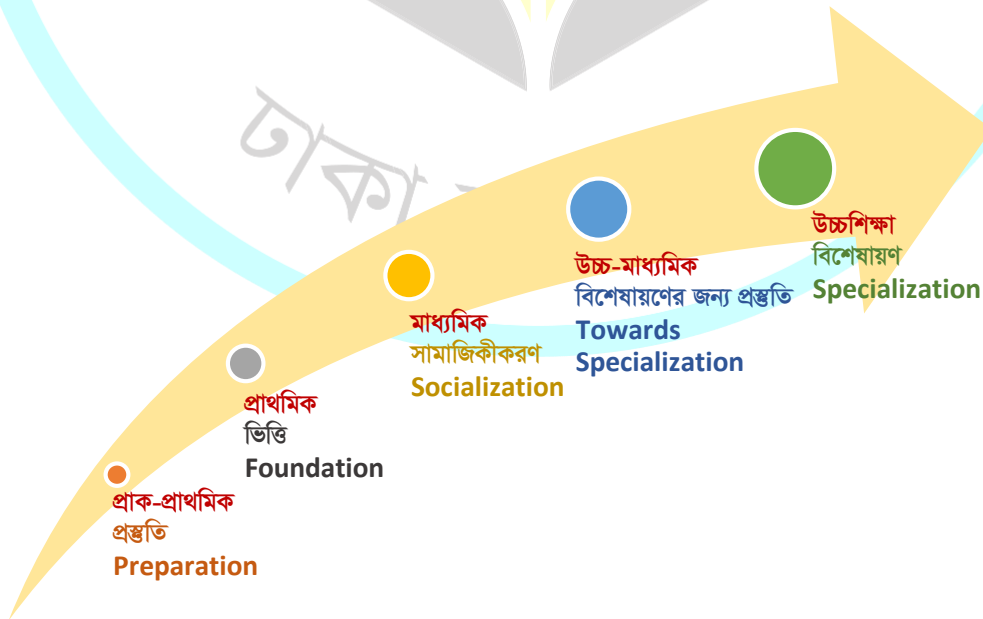 ঢাকা
প্রাক-প্রাথমিক
প্রস্তুতি
Preparation
প্রাথমিক
ভিত্তি
Foundation
মাধ্যমিক
সামাজিকীকরণ
Socialization
উচ্চ-মাধ্যমিক
বিশেষায়ণের জন্য প্রস্তুতি
Towards
Specialization
উচ্চশিক্ষা
বিশেষায়ণ
Specialization